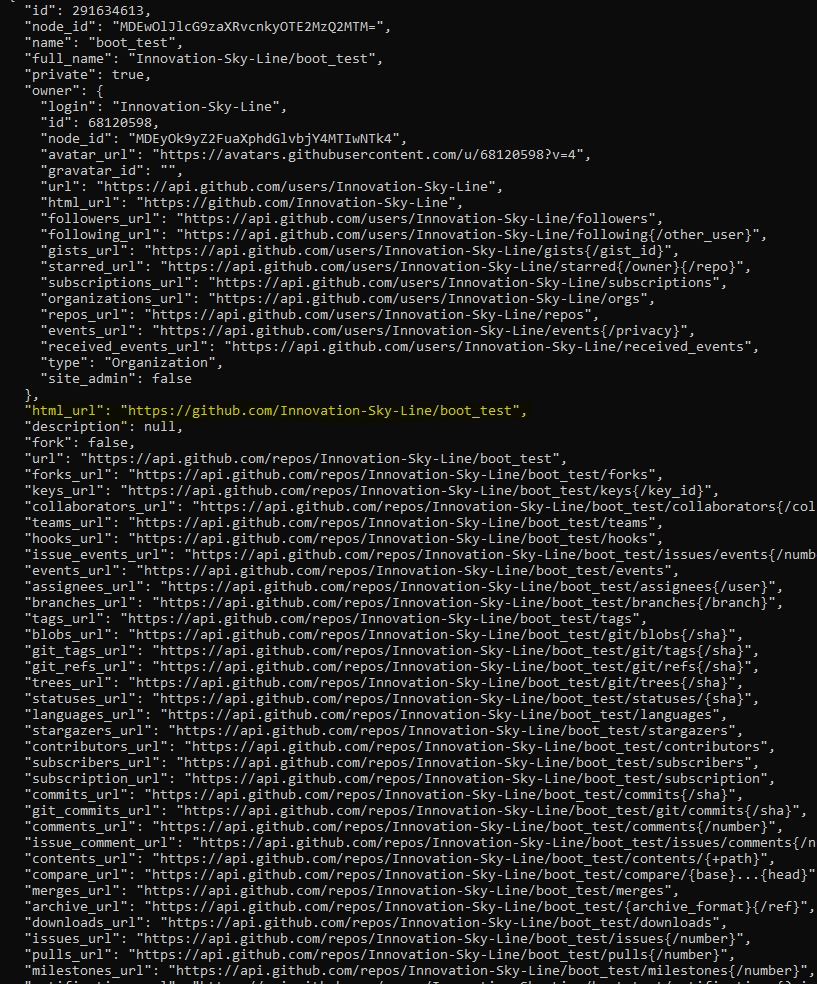 "id": 291634613,
"node_id": "MDEwOlJlcG9zaXRvcnkyOTE2MzQ2MTM=",
"name": "boot_test",
"full_name": "Innovation-Sky-Line/boot_test",
"private": true,
"owner": {
"login": "Innovation-Sky-Line",
"id": 68120598,
"node_id": "MDEyOk9yZ2FuaXphdGlvbjY4MTIwNTk4",
"avatar_url": "https://avatars.githubusercontent.com/u/68120598?v=4",
"gravatar_id": "",
"url": "https://api.github.com/users/Innovation-Sky-Line",
"html_url": "https://github.com/Innovation-Sky-Line",
"followers_url": "https://api.github.com/users/Innovation-Sky-Line/followers",
"following_url": "https://api.github.com/users/Innovation-Sky-Line/following{/other_user}",
"gists_url": "https://api.github.com/users/Innovation-Sky-Line/gists{/gist_id}",
"starred_url": "https://api.github.com/users/Innovation-Sky-Line/starred{/owner}{/repo}",
"subscriptions_url": "https://api.github.com/users/Innovation-Sky-Line/subscriptions",
"organizations_url": "https://api.github.com/users/Innovation-Sky-Line/orgs",
"repos_url": "https://api.github.com/users/Innovation-Sky-Line/repos",
"events_url": "https://api.github.com/users/Innovation-Sky-Line/events{/privacy}",
"received_events_url": "https://api.github.com/users/Innovation-Sky-Line/received_events",
"type": "Organization",
"site_admin": false
},
"html_url": "https://github.com/Innovation-Sky-Line/boot_test",
"description": null,
"fork": false,
"url": "https://api.github.com/repos/Innovation-Sky-Line/boot_test",
"forks_url": "https://api.github.com/repos/Innovation-Sky-Line/boot_test/forks",
"keys_url": "https://api.github.com/repos/Innovation-Sky-Line/boot_test/keys{/key_id}",
"collaborators_url": "https://api.github.com/repos/Innovation-Sky-Line/boot_test/collaborators{/col
"teams_url": "https://api.github.com/repos/Innovation-Sky-Line/boot_test/teams",
"hooks_url": "https://api.github.com/repos/Innovation-Sky-Line/boot_test/hooks",
"issue_events_url": "https://api.github.com/repos/Innovation-Sky-Line/boot_test/issues/events{/numb
"events_url": "https://api.github.com/repos/Innovation-Sky-Line/boot_test/events",
"assignees_url": "https://api.github.com/repos/Innovation-Sky-Line/boot_test/assignees{/user}",
"branches_url": "https://api.github.com/repos/Innovation-Sky-Line/boot_test/branches{/branch}",
"tags_url": "https://api.github.com/repos/Innovation-Sky-Line/boot_test/tags",
"blobs_url": "https://api.github.com/repos/Innovation-Sky-Line/boot_test/git/blobs{/sha}",
"git_tags_url": "https://api.github.com/repos/Innovation-Sky-Line/boot_test/git/tags{/sha}",
"git_refs_url": "https://api.github.com/repos/Innovation-Sky-Line/boot_test/git/refs{/sha}",
"trees_url": "https://api.github.com/repos/Innovation-Sky-Line/boot_test/git/trees{/sha}",
"statuses_url": "https://api.github.com/repos/Innovation-Sky-Line/boot_test/statuses/{sha}",
"languages_url": "https://api.github.com/repos/Innovation-Sky-Line/boot_test/languages",
"stargazers_url": "https://api.github.com/repos/Innovation-Sky-Line/boot_test/stargazers",
"contributors_url": "https://api.github.com/repos/Innovation-Sky-Line/boot_test/contributors",
"subscribers_url": "https://api.github.com/repos/Innovation-Sky-Line/boot_test/subscribers",
"subscription_url": "https://api.github.com/repos/Innovation-Sky-Line/boot_test/subscription",
"commits_url": "https://api.github.com/repos/Innovation-Sky-Line/boot_test/commits{/sha}",
"git_commits_url": "https://api.github.com/repos/Innovation-Sky-Line/boot_test/git/commits{/sha}",
"comments_url": "https://api.github.com/repos/Innovation-Sky-Line/boot_test/comments{/number}",
"issue_comment_url": "https://api.github.com/repos/Innovation-Sky-Line/boot_test/issues/comments{/n
"contents_url": "https://api.github.com/repos/Innovation-Sky-Line/boot_test/contents/{+path}",
"compare_url": "https://api.github.com/repos/Innovation-Sky-Line/boot_test/compare/{base}...{head}"
"merges_url": "https://api.github.com/repos/Innovation-Sky-Line/boot_test/merges",
"archive_url": "https://api.github.com/repos/Innovation-Sky-Line/boot_test/{archive_format}{/ref}",
"downloads_url": "https://api.github.com/repos/Innovation-Sky-Line/boot_test/downloads",
"issues_url": "https://api.github.com/repos/Innovation-Sky-Line/boot_test/issues{/number}",
"pulls_url": "https://api.github.com/repos/Innovation-Sky-Line/boot_test/pulls{/number}",
"milestones_url": "https://api.github.com/repos/Innovation-Sky-Line/boot_test/milestones{/number}",